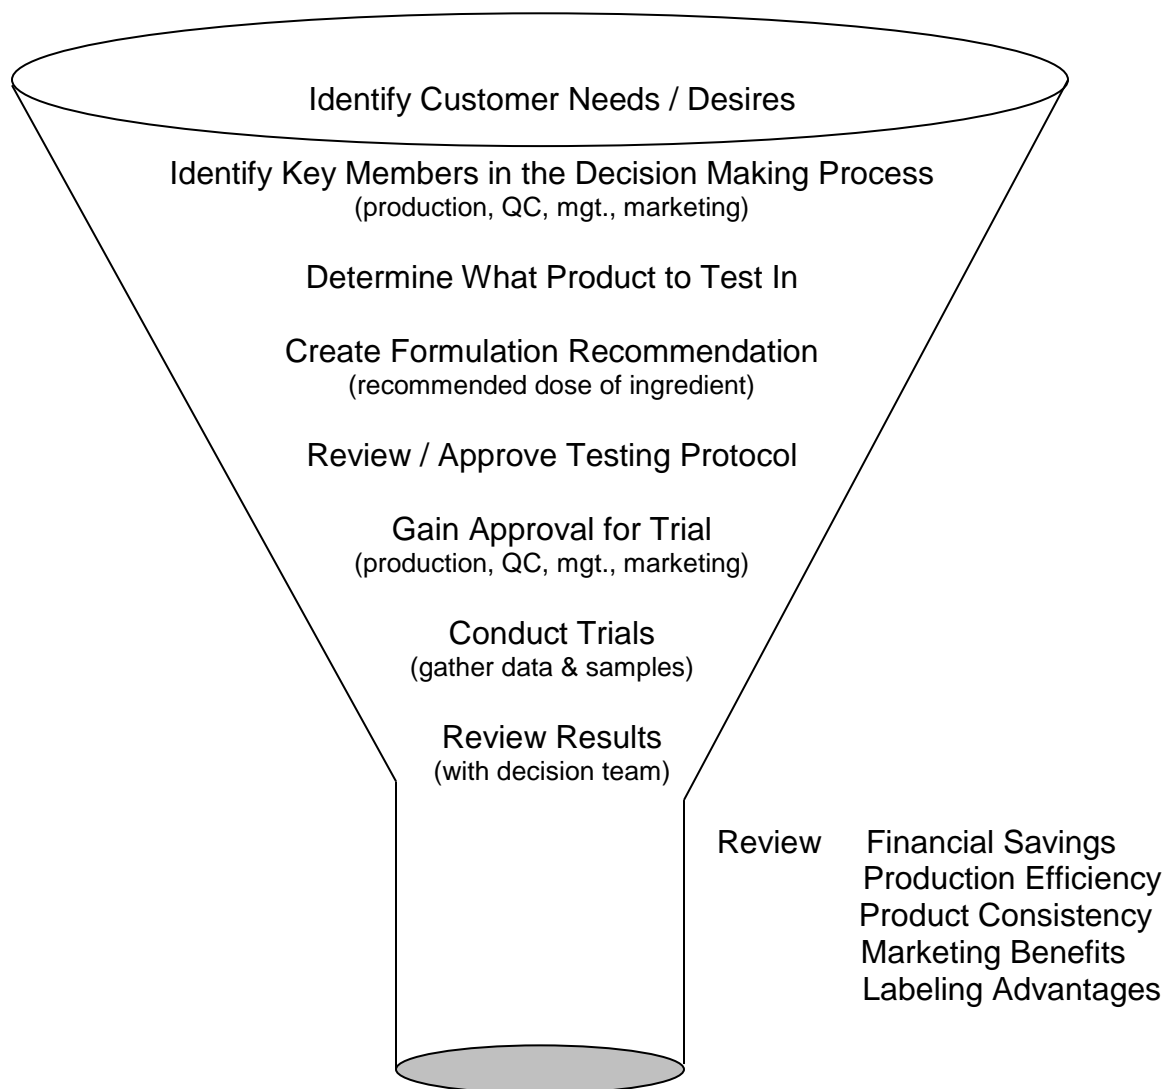 Identify Customer Needs / Desires
Identify Key Members in the Decision Making Process
(production, QC, mgt., marketing)
Determine What Product to Test In
Create Formulation Recommendation
(recommended dose of ingredient)
Review / Approve Testing Protocol
Gain Approval for Trial
(production, QC, mgt., marketing)
Conduct Trials
(gather data & samples)
Review Results
(with decision team)
Review Financial Savings
Production Efficiency
Product Consistency
Marketing Benefits
Labeling Advantages